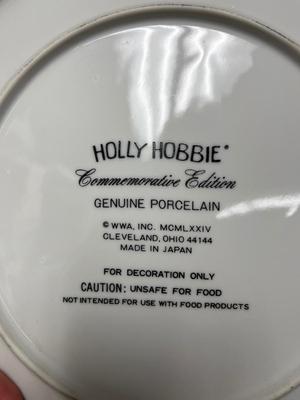 HOLLY HOBBIE®
Commemorative Edition
GENUINE PORCELAIN
© WWA, INC. MCMLXXIV
CLEVELAND, OHIO 44144
MADE IN JAPAN
FOR DECORATION ONLY
CAUTION: UNSAFE FOR FOOD
NOT INTENDED FOR USE WITH FOOD PRODUCTS